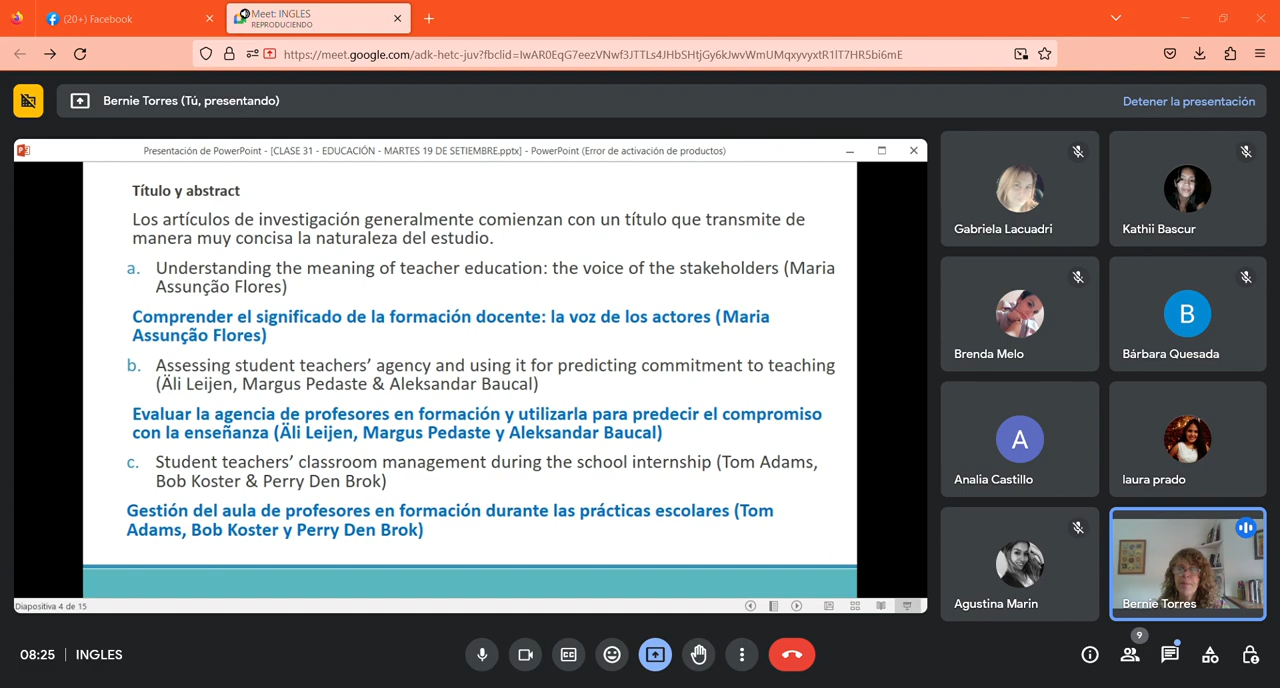 (20+) Facebook
Meet: INGLES
REPRODUCIENDO
https://meet.google.com/adk-hetc-juv?fbclid=IwAR0EqG7eezVNwf3JTTLs4JHbSHtjGy6kJwvWmUMqxyvyxtR1lT7HR5bi6mE
Bernie Torres (Tú, presentando)
Detener la presentación
Presentación de PowerPoint - [CLASE 31 - EDUCACIÓN - MARTES 19 DE SETIEMBRE.pptx] - PowerPoint (Error de activación de productos)
Título y abstract
Los artículos de investigación generalmente comienzan con un título que transmite de
manera muy concisa la naturaleza del estudio.
a. Understanding the meaning of teacher education: the voice of the stakeholders (Maria
Assunção Flores)
Comprender el significado de la formación docente: la voz de los actores (Maria
Assunção Flores)
b. Assessing student teachers’ agency and using it for predicting commitment to teaching
(Äli Leijen, Margus Pedaste & Aleksandar Baucal)
Evaluar la agencia de profesores en formación y utilizarla para predecir el compromiso
con la enseñanza (Äli Leijen, Margus Pedaste y Aleksandar Baucal)
c. Student teachers’ classroom management during the school internship (Tom Adams,
Bob Koster & Perry Den Brok)
Gestión del aula de profesores en formación durante las prácticas escolares (Tom
Adams, Bob Koster y Perry Den Brok)
Diapositiva 4 de 15
Gabriela Lacuadri
Kathii Bascur
Brenda Melo
B
Bárbara Quesada
A
Analia Castillo
laura prado
Agustina Marin
Bernie Torres
08:25 | INGLES
9